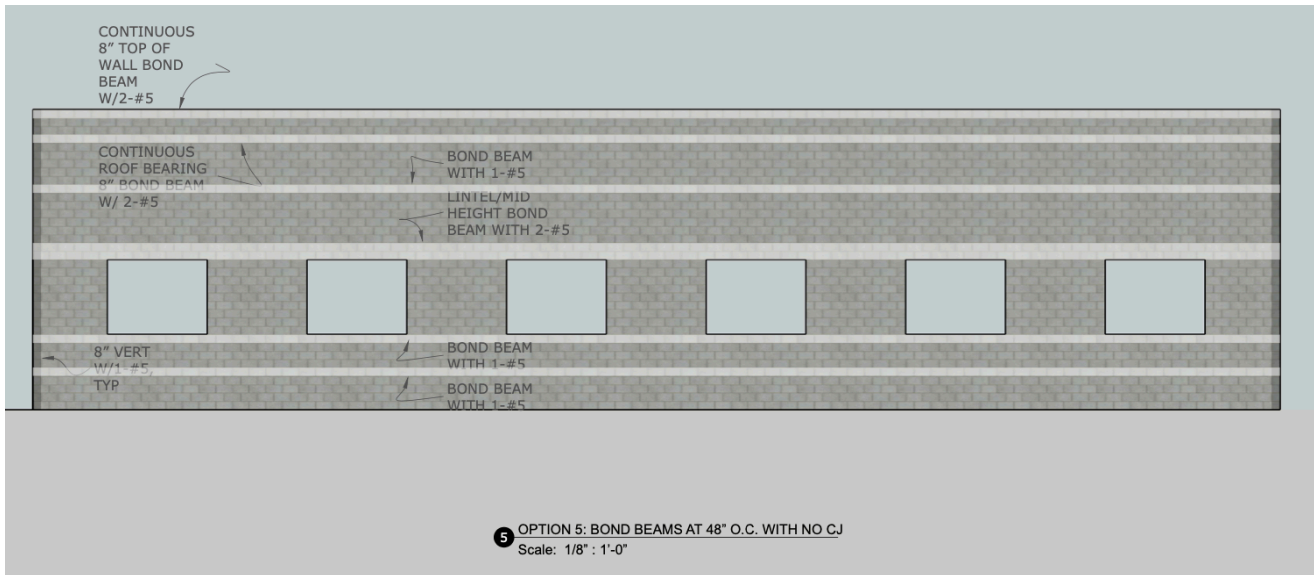 CONTINUOUS
8” TOP OF
WALL BOND
BEAM
W/2-#5
CONTINUOUS
ROOF BEARING
8” BOND BEAM
W/ 2-#5
BOND BEAM
WITH 1-#5
LINTEL/MID
HEIGHT BOND
BEAM WITH 2-#5
8” VERT
W/1-#5,
TYP
BOND BEAM
WITH 1-#5
BOND BEAM
WITH 1-#5
5
OPTION 5: BOND BEAMS AT 48” O.C. WITH NO CJ
Scale: 1/8” : 1’-0”